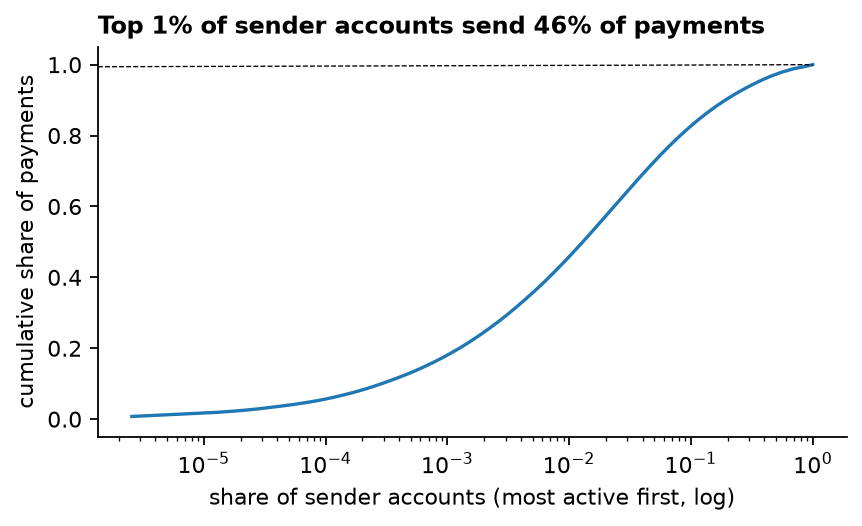 Top 1% of sender accounts send 46% of payments
cumulative share of payments
1.0
0.8
0.6
0.4
0.2
0.0
10⁻⁵ 10⁻⁴ 10⁻³ 10⁻² 10⁻¹ 10⁰
share of sender accounts (most active first, log)